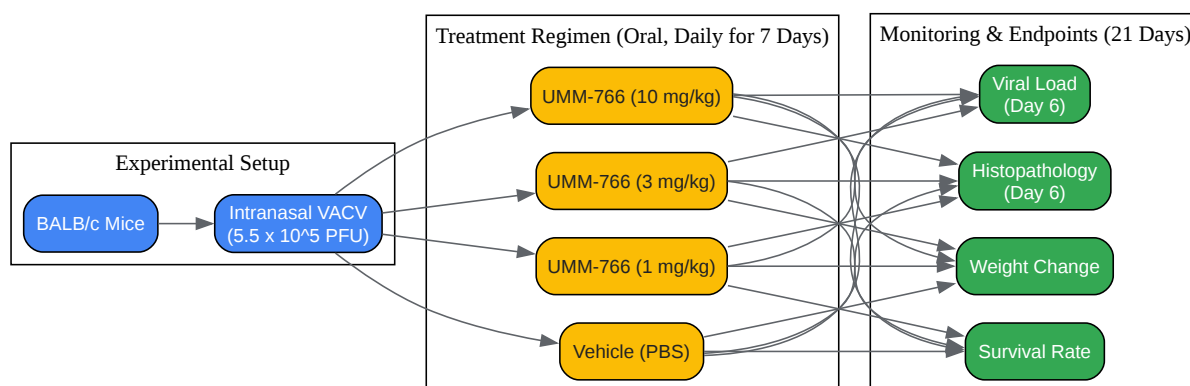 Experimental Setup
BALB/c Mice
Intranasal VACV
(5.5 x 10^5 PFU)
Treatment Regimen (Oral, Daily for 7 Days)
UMM-766 (10 mg/kg)
UMM-766 (3 mg/kg)
UMM-766 (1 mg/kg)
Vehicle (PBS)
Monitoring & Endpoints (21 Days)
Viral Load
(Day 6)
Histopathology
(Day 6)
Weight Change
Survival Rate